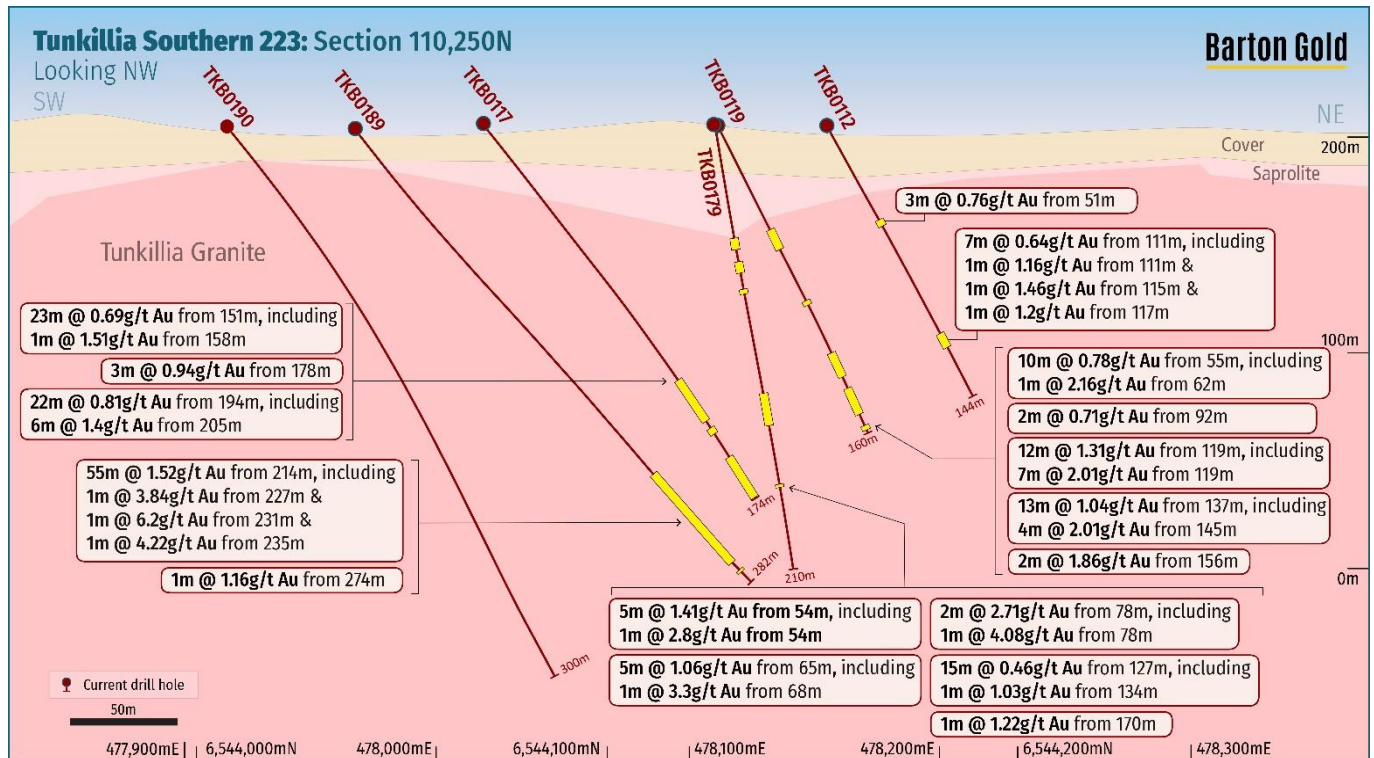 Tunkillia Southern 223: Section 110,250N
Looking NW
SW
Barton Gold
NE
TKB0190
TKB0189
TKB0117
TKB0119
TKB0112
TKB0179
Cover
200m
Saprolite
Tunkillia Granite
3m @ 0.76g/t Au from 51m
7m @ 0.64g/t Au from 111m, including
1m @ 1.16g/t Au from 111m &
1m @ 1.46g/t Au from 115m &
1m @ 1.2g/t Au from 117m
23m @ 0.69g/t Au from 151m, including
1m @ 1.51g/t Au from 158m
3m @ 0.94g/t Au from 178m
22m @ 0.81g/t Au from 194m, including
6m @ 1.4g/t Au from 205m
100m
10m @ 0.78g/t Au from 55m, including
1m @ 2.16g/t Au from 62m
2m @ 0.71g/t Au from 92m
12m @ 1.31g/t Au from 119m, including
7m @ 2.01g/t Au from 119m
13m @ 1.04g/t Au from 137m, including
4m @ 2.01g/t Au from 145m
2m @ 1.86g/t Au from 156m
144m
160m
174m
55m @ 1.52g/t Au from 214m, including
1m @ 3.84g/t Au from 227m &
1m @ 6.2g/t Au from 231m &
1m @ 4.22g/t Au from 235m
1m @ 1.16g/t Au from 274m
282m
210m
0m
5m @ 1.41g/t Au from 54m, including
1m @ 2.8g/t Au from 54m
5m @ 1.06g/t Au from 65m, including
1m @ 3.3g/t Au from 68m
2m @ 2.71g/t Au from 78m, including
1m @ 4.08g/t Au from 78m
15m @ 0.46g/t Au from 127m, including
1m @ 1.03g/t Au from 134m
1m @ 1.22g/t Au from 170m
300m
Current drill hole
50m
477,900mE
6,544,000mN
478,000mE
6,544,100mN
478,100mE
478,200mE
6,544,200mN
478,300mE